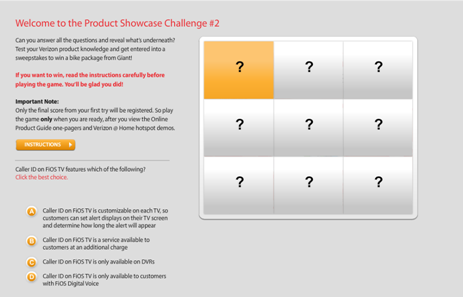 Welcome to the Product Showcase Challenge #2
Can you answer all the questions and reveal what's underneath?
Test your Verizon product knowledge and get entered into a
sweepstakes to win a bike package from Giant!
If you want to win, read the instructions carefully before
playing the game. You'll be glad you did!
Important Note:
Only the final score from your first try will be registered. So play
the game only when you are ready, after you view the Online
Product Guide one-pagers and Verizon @ Home hotspot demos.
INSTRUCTIONS
Caller ID on FiOS TV features which of the following?
Click the best choice.
A Caller ID on FiOS TV is customizable on each TV, so
customers can set alert displays on their TV screen
and determine how long the alert will appear
B Caller ID on FiOS TV is a service available to
customers at an additional charge
C Caller ID on FiOS TV is only available on DVRs
D Caller ID on FiOS TV is only available to customers
with FiOS Digital Voice
? ? ?
? ? ?
? ? ?